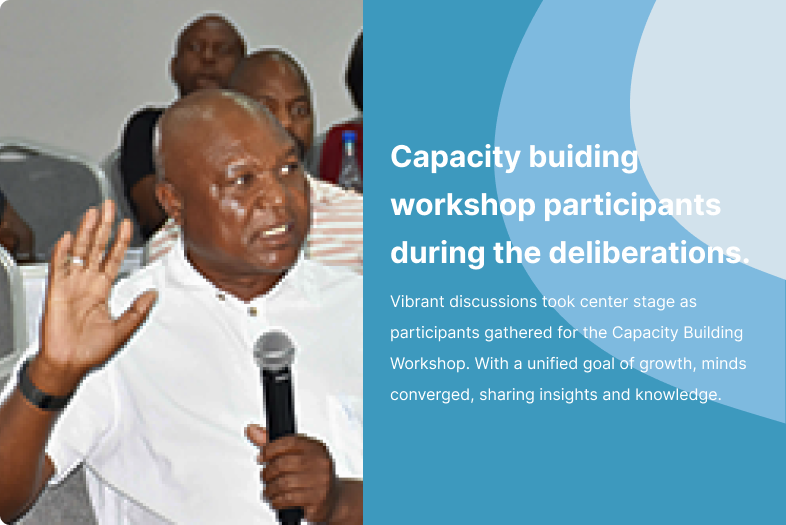 Capacity buiding
workshop participants
during the deliberations.
Vibrant discussions took center stage as
participants gathered for the Capacity Building
Workshop. With a unified goal of growth, minds
converged, sharing insights and knowledge.